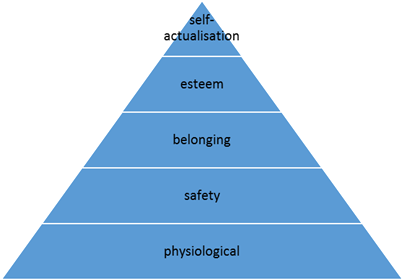 self-
actualisation
esteem
belonging
safety
physiological